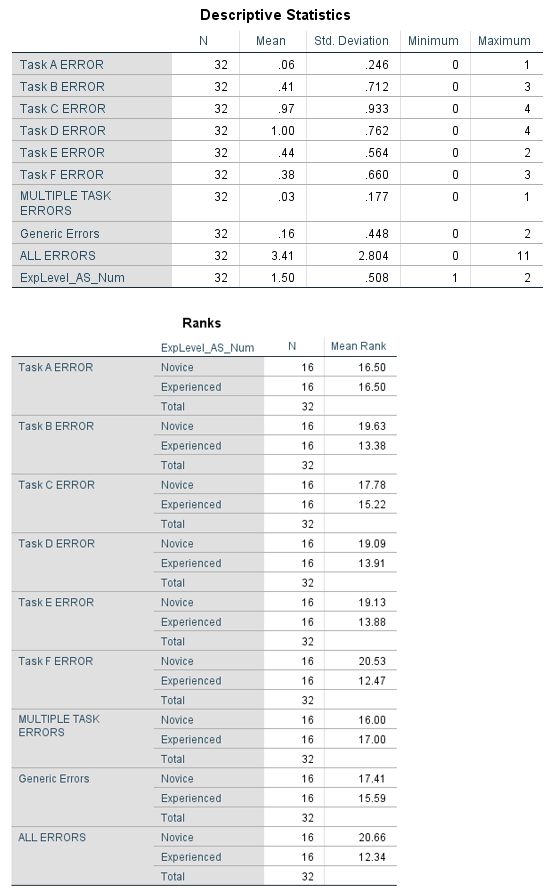 Descriptive Statistics
N Mean Std. Deviation Minimum Maximum
Task A ERROR 32 .06 .246 0 1
Task B ERROR 32 .41 .712 0 3
Task C ERROR 32 .97 .933 0 4
Task D ERROR 32 1.00 .762 0 4
Task E ERROR 32 .44 .564 0 2
Task F ERROR 32 .38 .660 0 3
MULTIPLE TASK 32 .03 .177 0 1
ERRORS
Generic Errors 32 .16 .448 0 2
ALL ERRORS 32 3.41 2.804 0 11
ExpLevel_AS_Num 32 1.50 .508 1 2
Ranks
ExpLevel_AS_Num N Mean Rank
Task A ERROR Novice 16 16.50
Experienced 16 16.50
Total 32
Task B ERROR Novice 16 19.63
Experienced 16 13.38
Total 32
Task C ERROR Novice 16 17.78
Experienced 16 15.22
Total 32
Task D ERROR Novice 16 19.09
Experienced 16 13.91
Total 32
Task E ERROR Novice 16 19.13
Experienced 16 13.88
Total 32
Task F ERROR Novice 16 20.53
Experienced 16 12.47
Total 32
MULTIPLE TASK Novice 16 16.00
ERRORS Experienced 16 17.00
Total 32
Generic Errors Novice 16 17.41
Experienced 16 15.59
Total 32
ALL ERRORS Novice 16 20.66
Experienced 16 12.34
Total 32